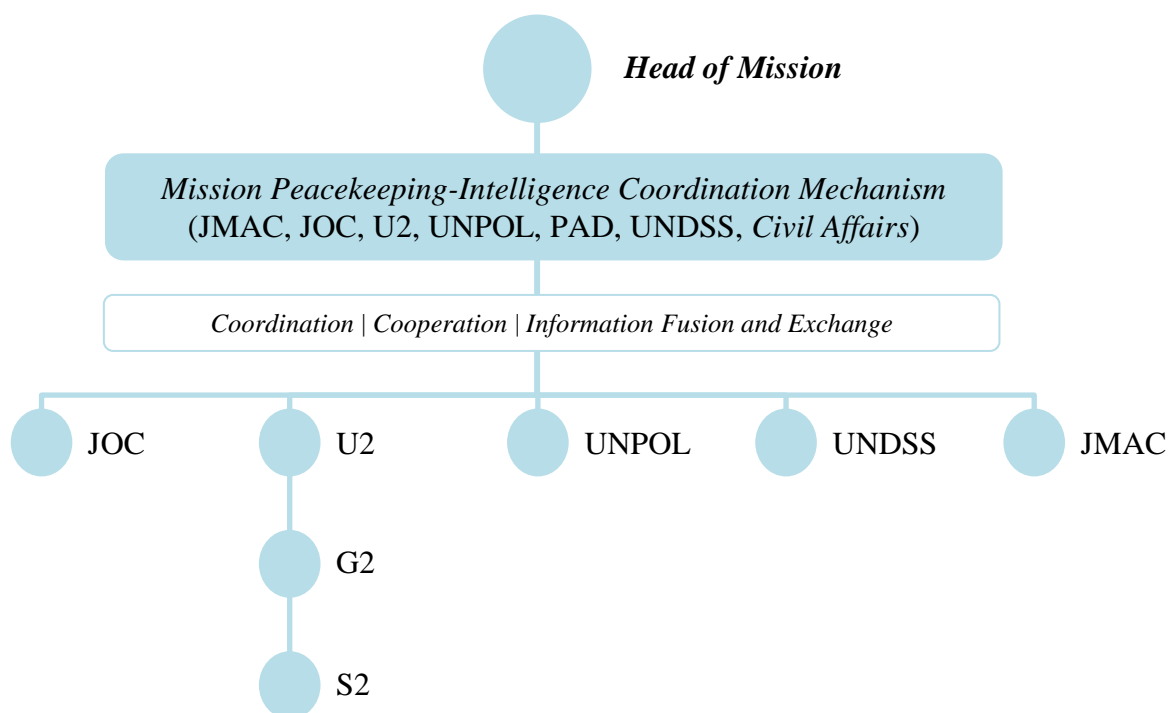 Head of Mission
Mission Peacekeeping-Intelligence Coordination Mechanism
(JMAC, JOC, U2, UNPOL, PAD, UNDSS, Civil Affairs)
Coordination | Cooperation | Information Fusion and Exchange
JOC
U2
UNPOL
UNDSS
JMAC
G2
S2